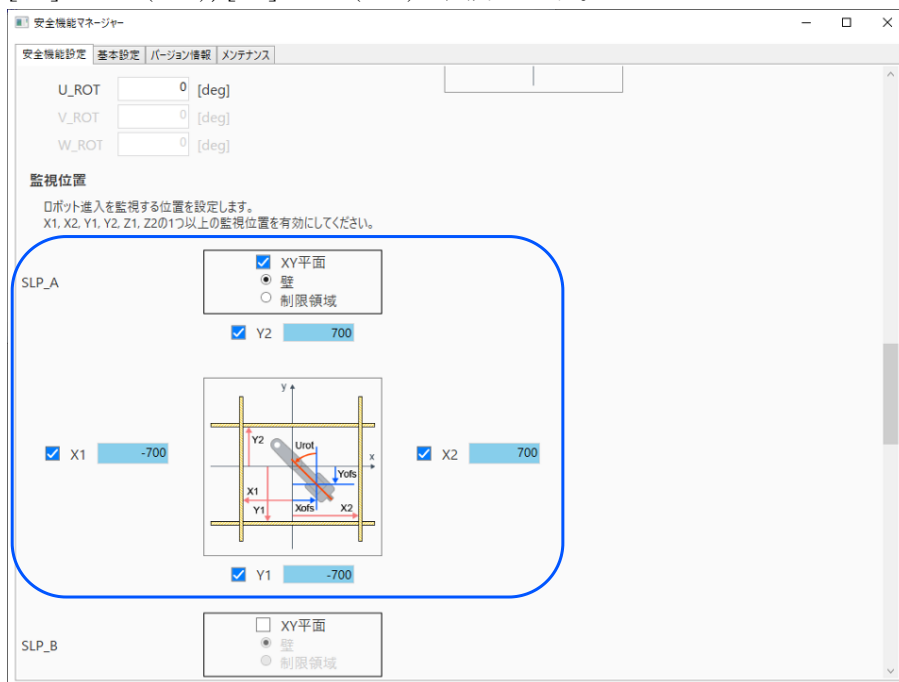 安全機能マネージャー
安全機能設定 基本設定 バージョン情報 メンテナンス
U_ROT 0 [deg]
V_ROT 0 [deg]
W_ROT 0 [deg]
監視位置
ロボット進入を監視する位置を設定します。
X1, X2, Y1, Y2, Z1, Z2の1つ以上の監視位置を有効にしてください。
SLP_A
XY平面
壁
制限領域
Y2 700
X1 -700
y
Y2
Urot
x
Yofs
X1
Y1
Xofs
X2
X2 700
Y1 -700
SLP_B
XY平面
壁
制限領域